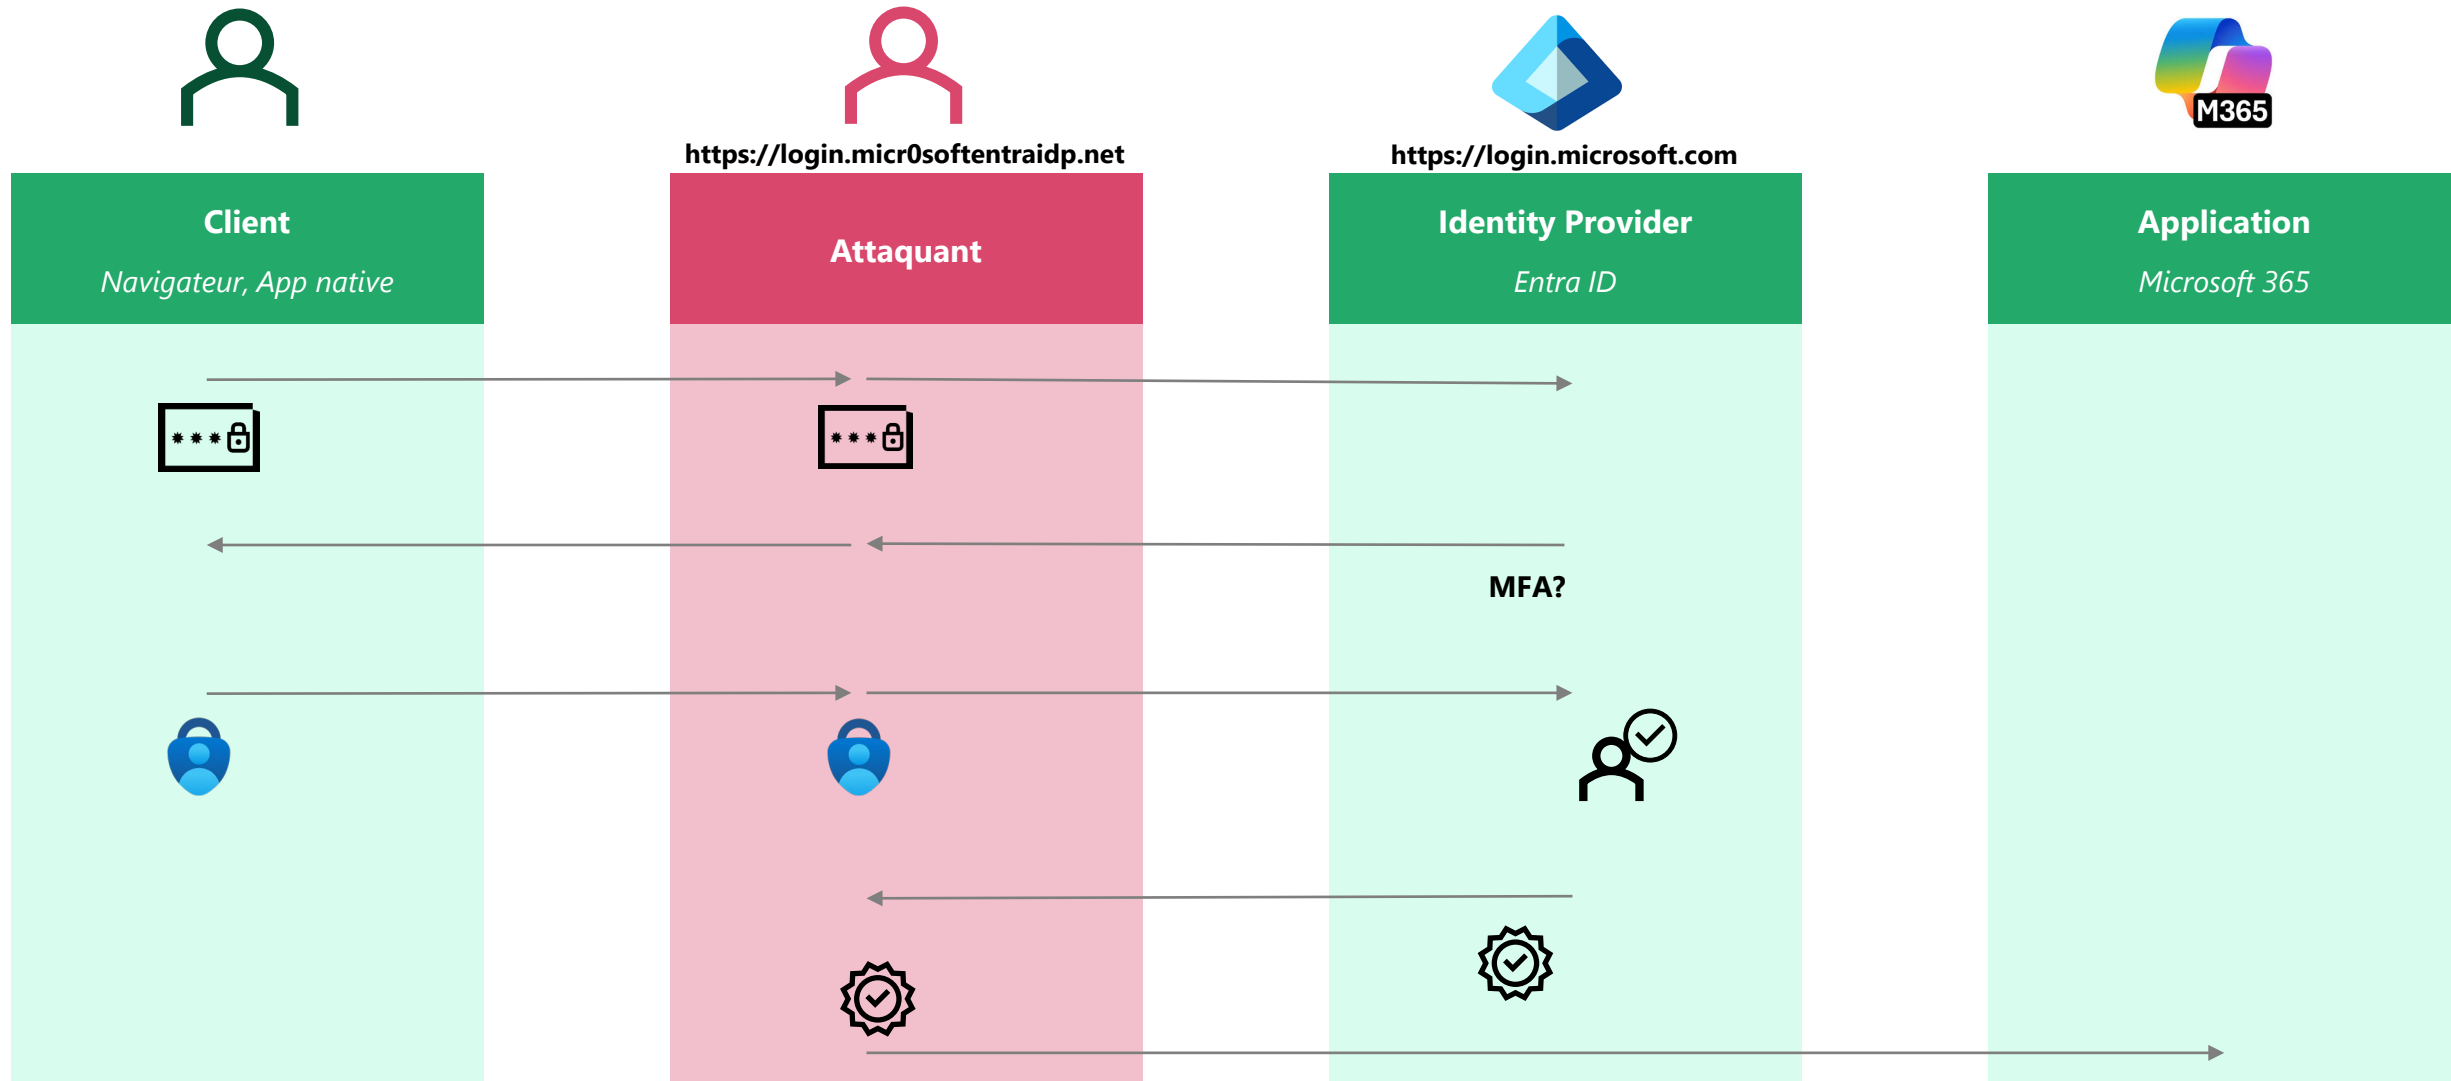 M365
https://login.micr0softentraidp.net
https://login.microsoft.com
Client
Navigateur, App native
Attaquant
Identity Provider
Entra ID
Application
Microsoft 365
***
***
MFA?